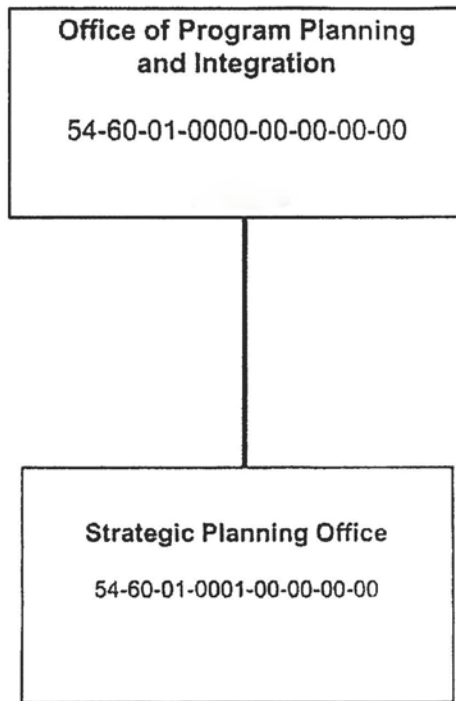 Office of Program Planning
and Integration
54-60-01-0000-00-00-00-00
Strategic Planning Office
54-60-01-0001-00-00-00-00